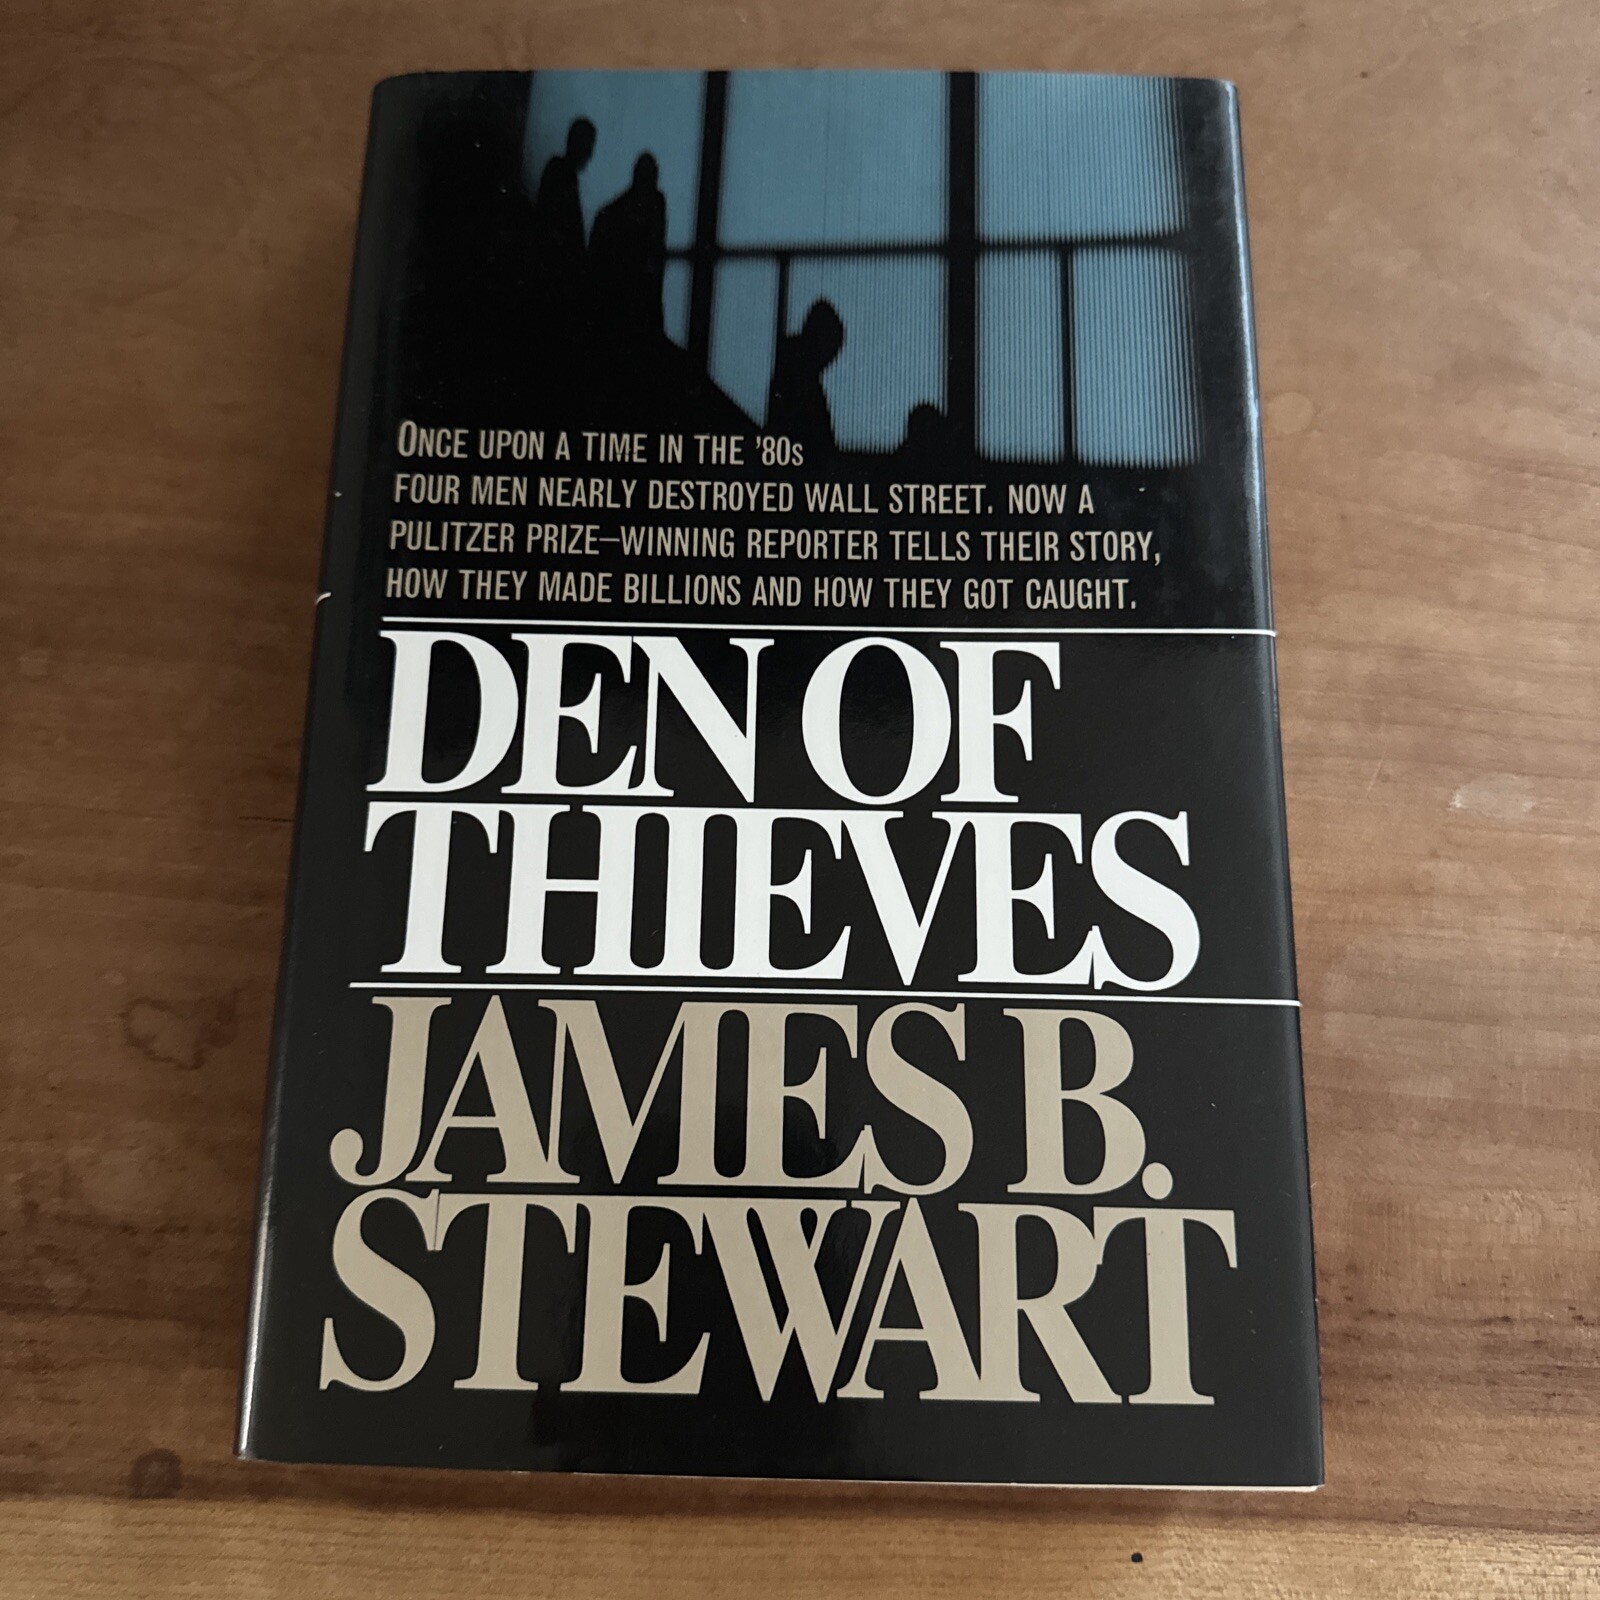 ONCE UPON A TIME IN THE '80s
FOUR MEN NEARLY DESTROYED WALL STREET. NOW A
PULITZER PRIZE–WINNING REPORTER TELLS THEIR STORY,
HOW THEY MADE BILLIONS AND HOW THEY GOT CAUGHT.
DEN OF
THIEVES
JAMES B.
STEWART